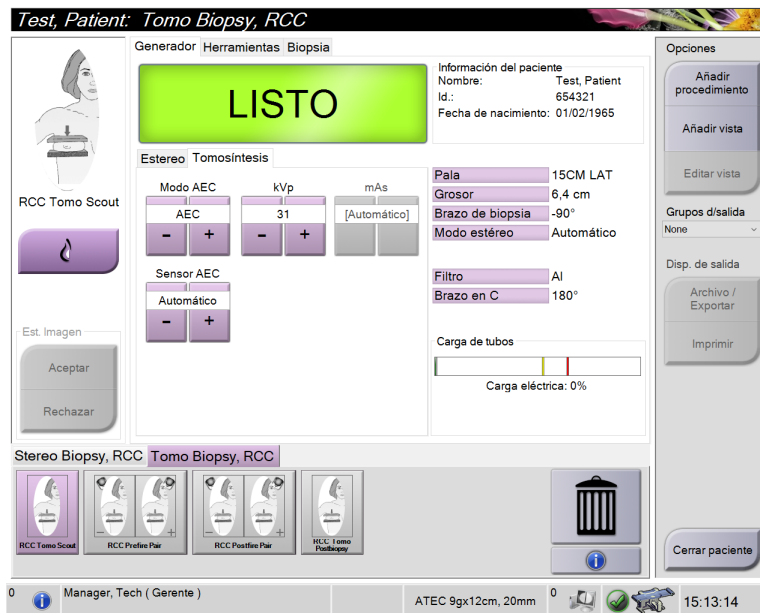 Test, Patient: Tomo Biopsy, RCC
Generador Herramientas Biopsia
LISTO
Información del paciente
Nombre: Test, Patient
Id.: 654321
Fecha de nacimiento: 01/02/1965
Opciones
Añadir
procedimiento
Añadir vista
Editar vista
Grupos d/salida
None
Disp. de salida
Archivo /
Exportar
Imprimir
Cerrar paciente
RCC Tomo Scout
Est. Imagen
Aceptar
Rechazar
Estereo Tomosíntesis
Modo AEC kVp mAs
AEC 31 [Automático]
- + - +
Sensor AEC
Automático
- +
Pala 15CM LAT
Grosor 6,4 cm
Brazo de biopsia -90°
Modo estéreo Automático
Filtro Al
Brazo en C 180°
Carga de tubos
Carga eléctrica: 0%
Stereo Biopsy, RCC Tomo Biopsy, RCC
RCC Tomo Scout
- +
RCC Prefire Pair
- +
RCC Postfire Pair
RCC Tomo
Postbiopsy
0 Manager, Tech ( Gerente ) ATEC 9gx12cm, 20mm 0 15:13:14